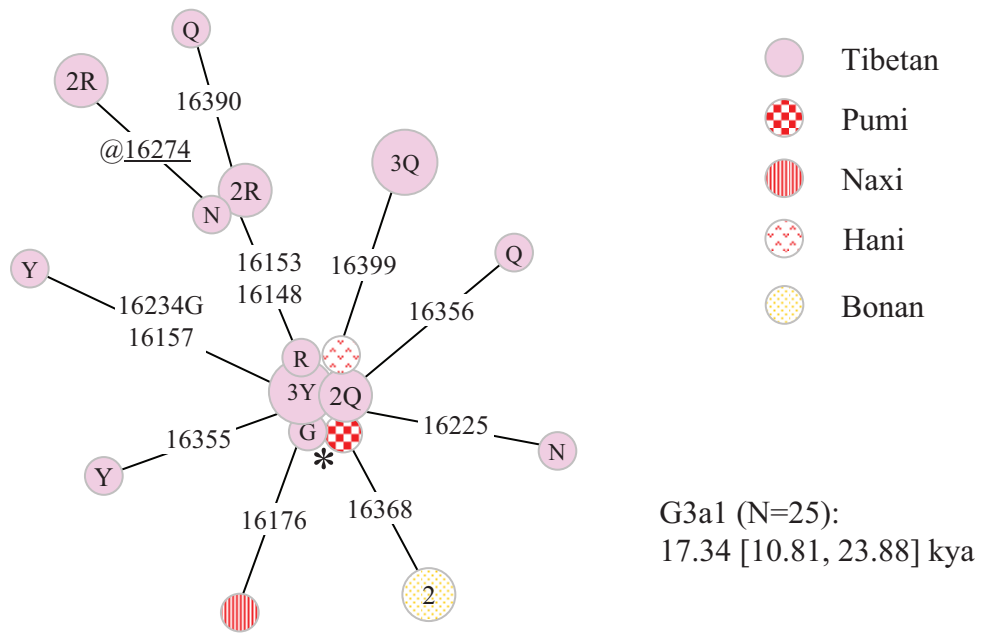 Q
2R
16390
@16274
2R
N
3Q
Tibetan
Pumi
Naxi
Hani
Bonan
16153
16148
16399
Q
Y
16234G
16157
16356
R
3Y
2Q
G
*
16225
N
16355
Y
16176
16368
2
G3a1 (N=25):
17.34 [10.81, 23.88] kya